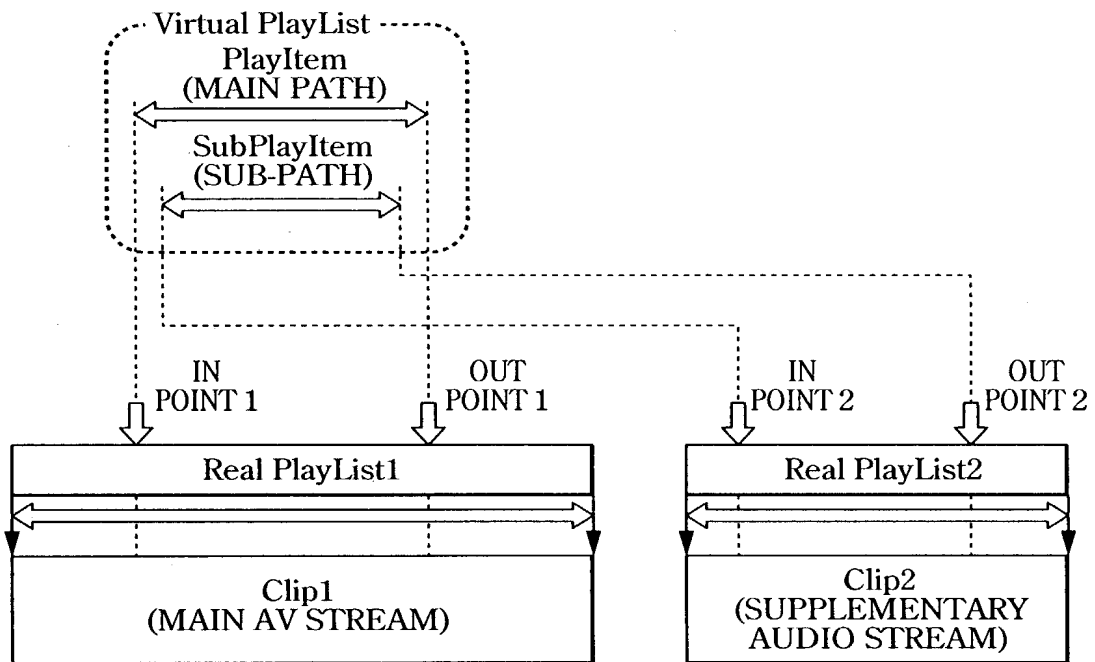 Virtual PlayList
PlayItem
(MAIN PATH)
SubPlayItem
(SUB-PATH)
IN
POINT 1
OUT
POINT 1
IN
POINT 2
OUT
POINT 2
Real PlayList1
Real PlayList2
Clip1
(MAIN AV STREAM)
Clip2
(SUPPLEMENTARY
AUDIO STREAM)